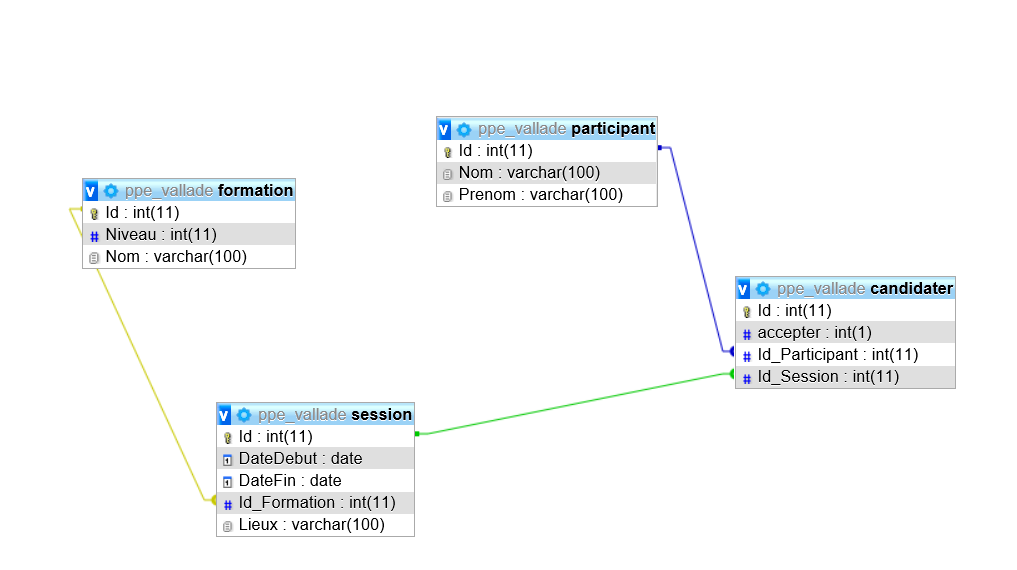 v ppe_vallade participant
Id : int(11)
Nom : varchar(100)
Prenom : varchar(100)
v ppe_vallade formation
Id : int(11)
# Niveau : int(11)
Nom : varchar(100)
v ppe_vallade candidater
Id : int(11)
# accepter : int(1)
# Id_Participant : int(11)
# Id_Session : int(11)
v ppe_vallade session
Id : int(11)
DateDebut : date
DateFin : date
# Id_Formation : int(11)
Lieux : varchar(100)